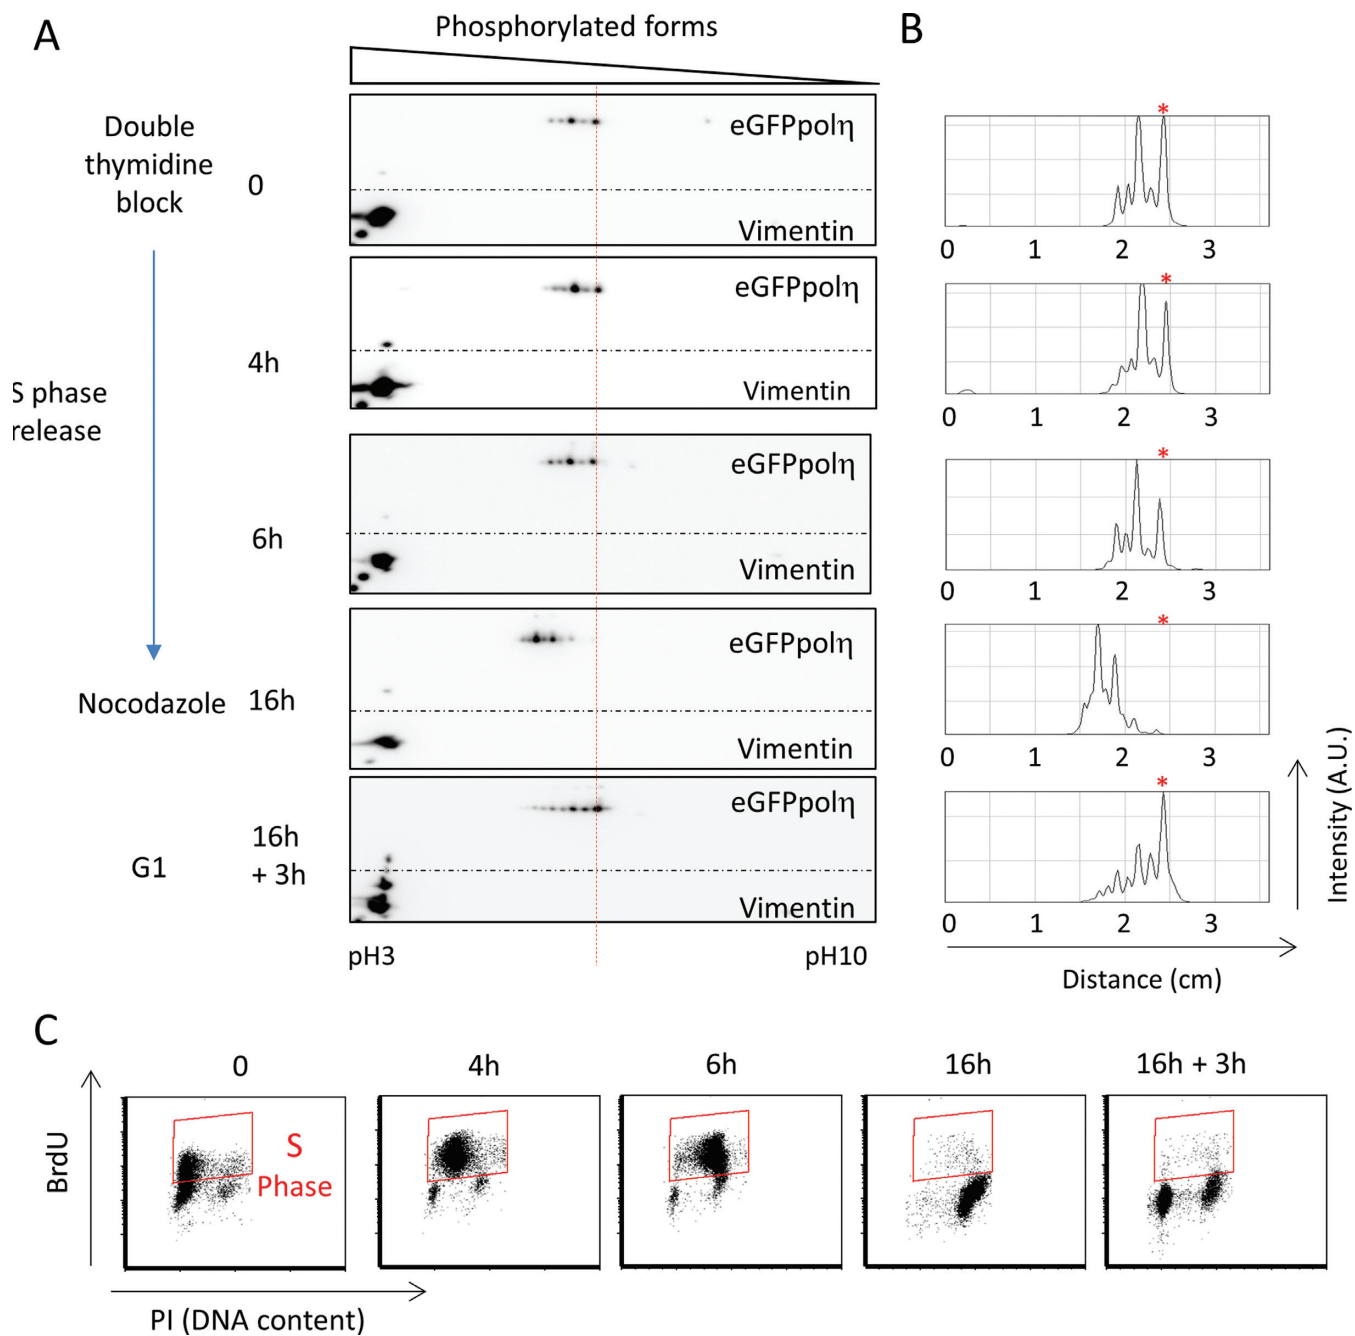 A
Phosphorylated forms
B
Double
thymidine
block
0
eGFPpolη
Vimentin
*
0 1 2 3
4h
eGFPpolη
Vimentin
*
0 1 2 3
S phase
release
6h
eGFPpolη
Vimentin
*
0 1 2 3
Nocodazole
16h
eGFPpolη
Vimentin
*
0 1 2 3
G1
16h
+ 3h
eGFPpolη
Vimentin
*
0 1 2 3
pH3
pH10
Distance (cm)
Intensity (A.U.)
C
0
4h
6h
16h
16h + 3h
BrdU
S
Phase
PI (DNA content)